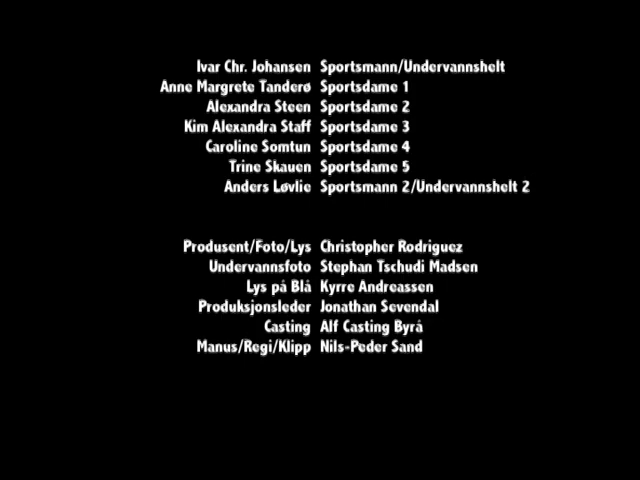 Ivar Chr. Johansen Sportsmann/Undervannshelt
Anne Margrete Tanderø Sportsdame 1
Alexandra Steen Sportsdame 2
Kim Alexandra Staff Sportsdame 3
Caroline Somtun Sportsdame 4
Trine Skauen Sportsdame 5
Anders Løvlie Sportsmann 2/Undervannshelt 2
Produsent/Foto/Lys Christopher Rodriguez
Undervannsfoto Stephan Tschudi Madsen
Lys på Blå Kyrre Andreassen
Produksjonsleder Jonathan Sevendal
Casting Alf Casting Byrå
Manus/Regi/Klipp Nils-Peder Sand